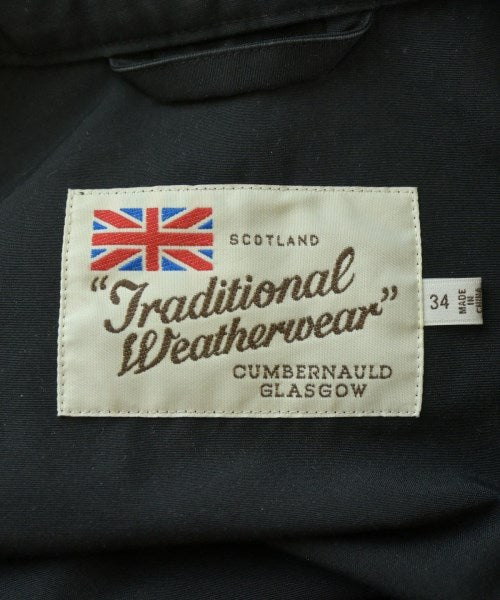 SCOTLAND
"Traditional
Weatherwear"
CUMBERNAULD
GLASGOW
34
MADE
IN
CHINA